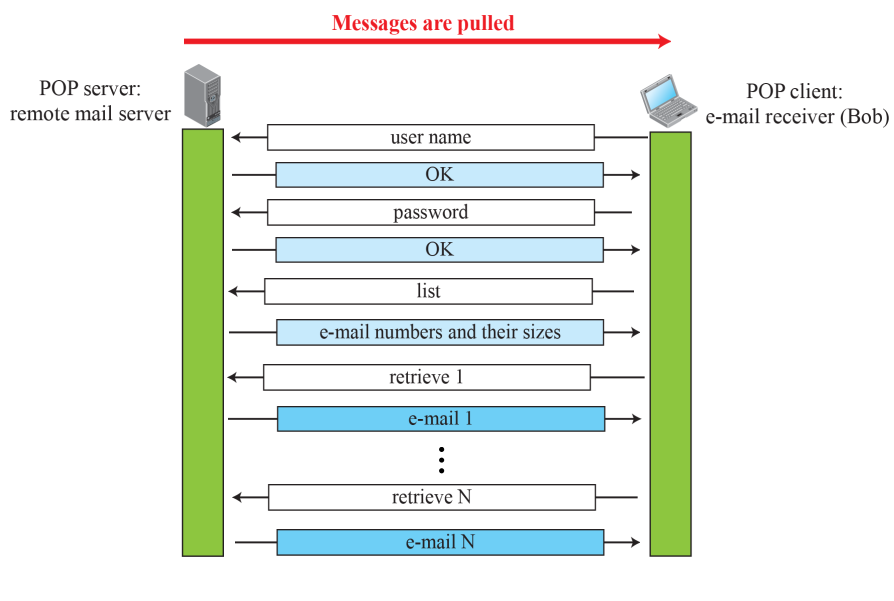 Messages are pulled
POP server:
remote mail server
POP client:
e-mail receiver (Bob)
user name
OK
password
OK
list
e-mail numbers and their sizes
retrieve 1
e-mail 1
retrieve N
e-mail N